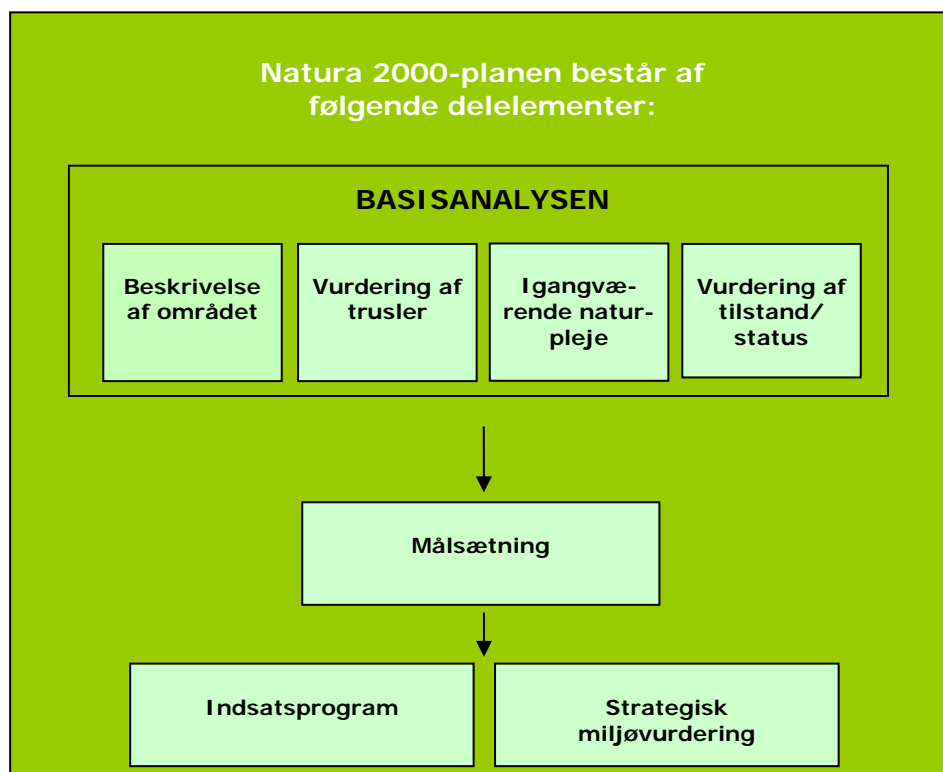 Natura 2000-planen består af
følgende delelementer:
BASISANALYSEN
Beskrivelse
af området
Vurdering af
trusler
Igangvæ-
rende natur-
pleje
Vurdering af
tilstand/
status
Målsætning
Indsatsprogram
Strategisk
miljøvurdering